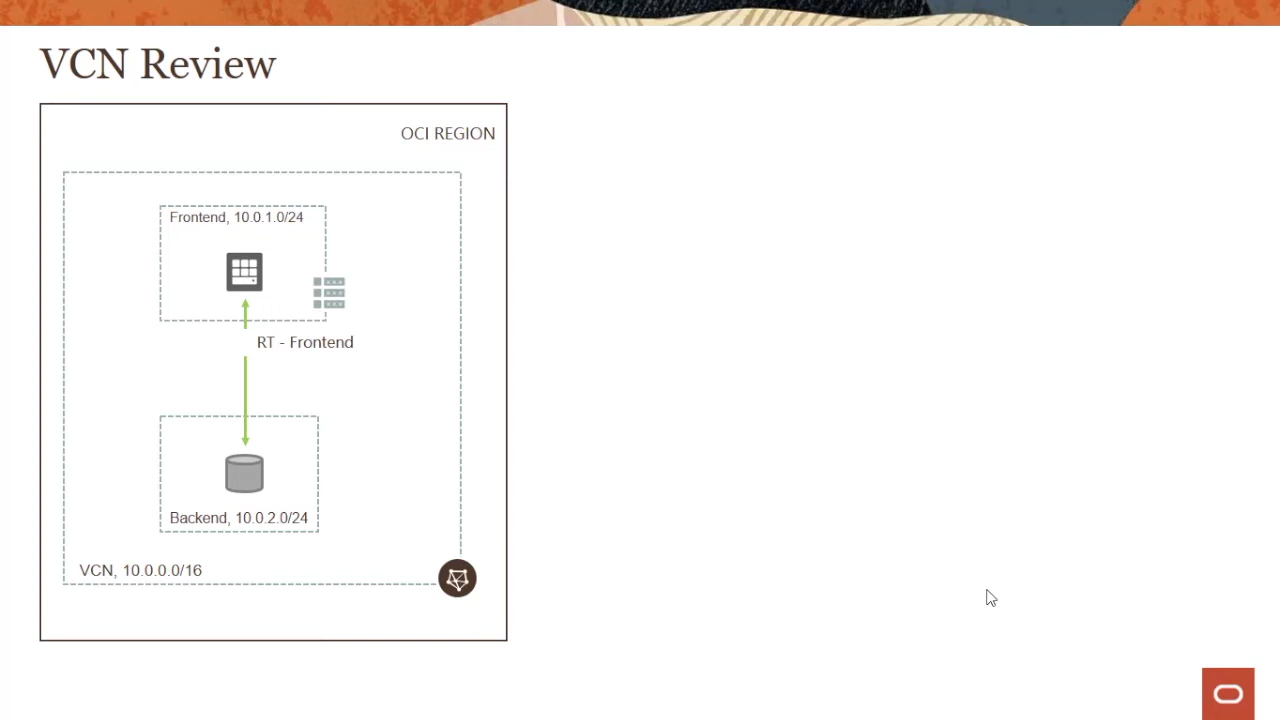 VCN Review
OCI REGION
Frontend, 10.0.1.0/24
RT - Frontend
Backend, 10.0.2.0/24
VCN, 10.0.0.0/16